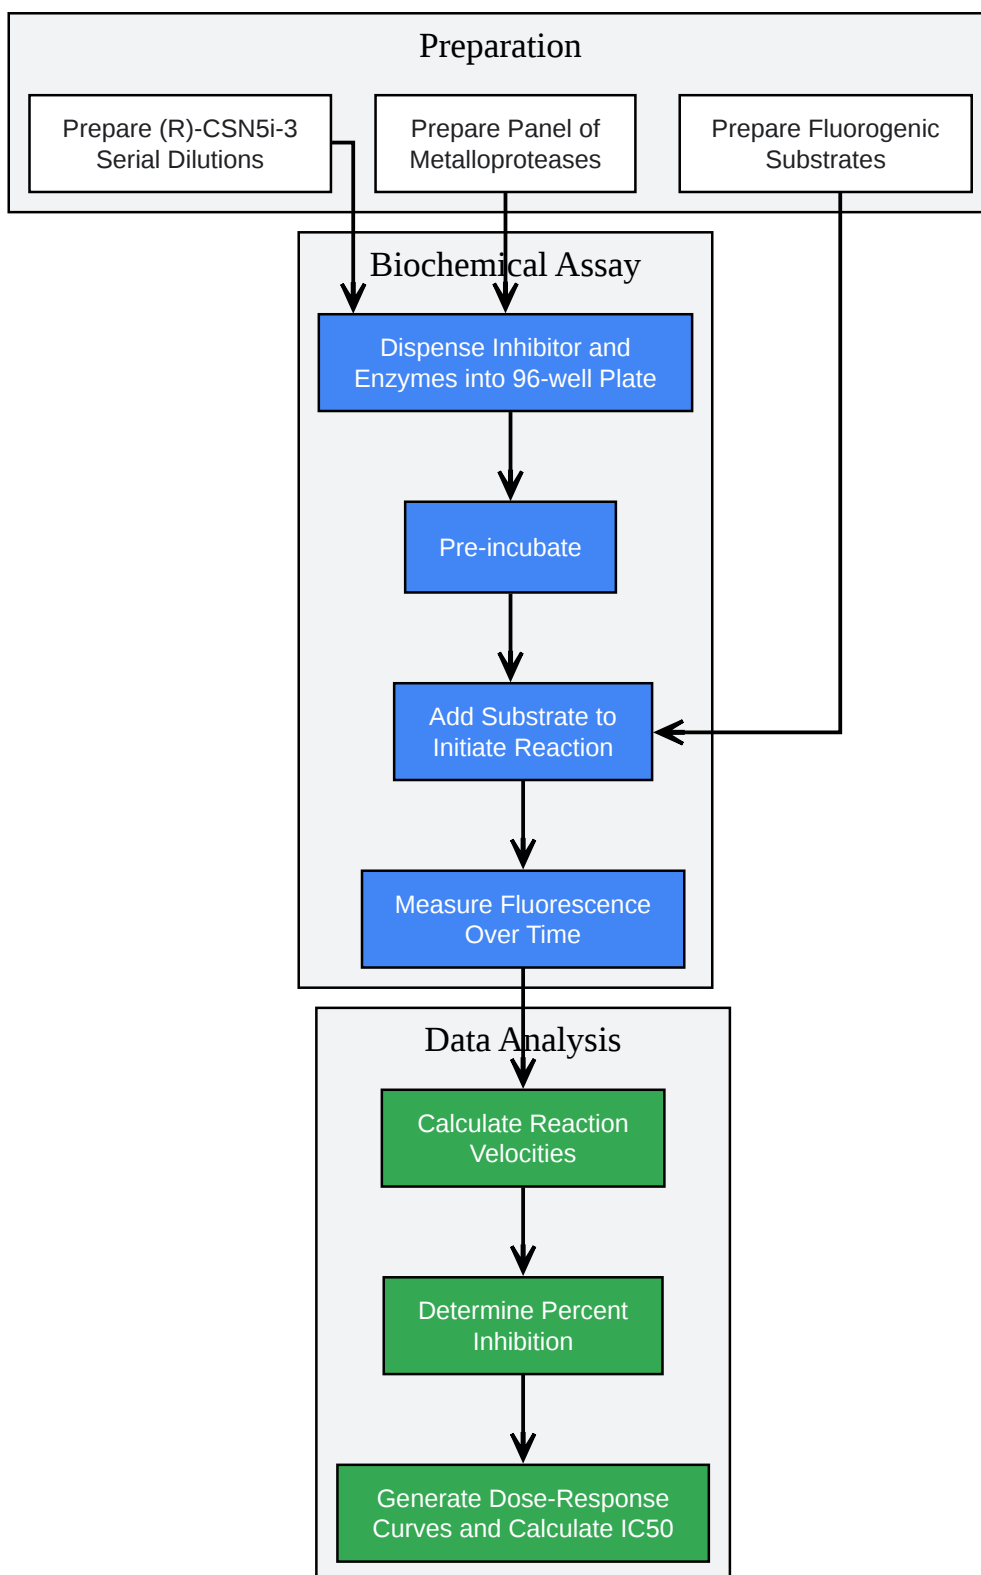 Preparation
Prepare (R)-CSN5i-3
Serial Dilutions
Prepare Panel of
Metalloproteases
Prepare Fluorogenic
Substrates
Biochemical Assay
Dispense Inhibitor and
Enzymes into 96-well Plate
Pre-incubate
Add Substrate to
Initiate Reaction
Measure Fluorescence
Over Time
Data Analysis
Calculate Reaction
Velocities
Determine Percent
Inhibition
Generate Dose-Response
Curves and Calculate IC50